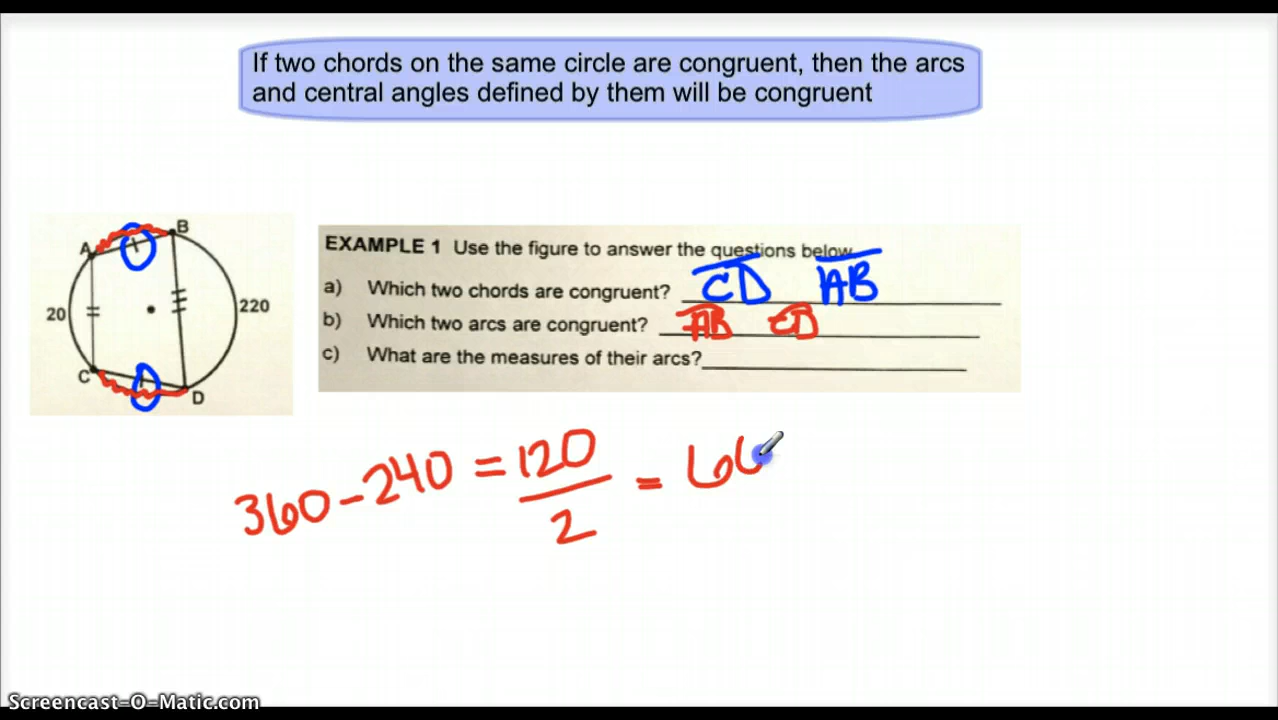 If two chords on the same circle are congruent, then the arcs
and central angles defined by them will be congruent
A
B
20
220
C
D
EXAMPLE 1 Use the figure to answer the questions below.
a) Which two chords are congruent? CD AB
b) Which two arcs are congruent? AB CD
c) What are the measures of their arcs?
360 - 240 = 120
2
= 60
Screencast-O-Matic.com